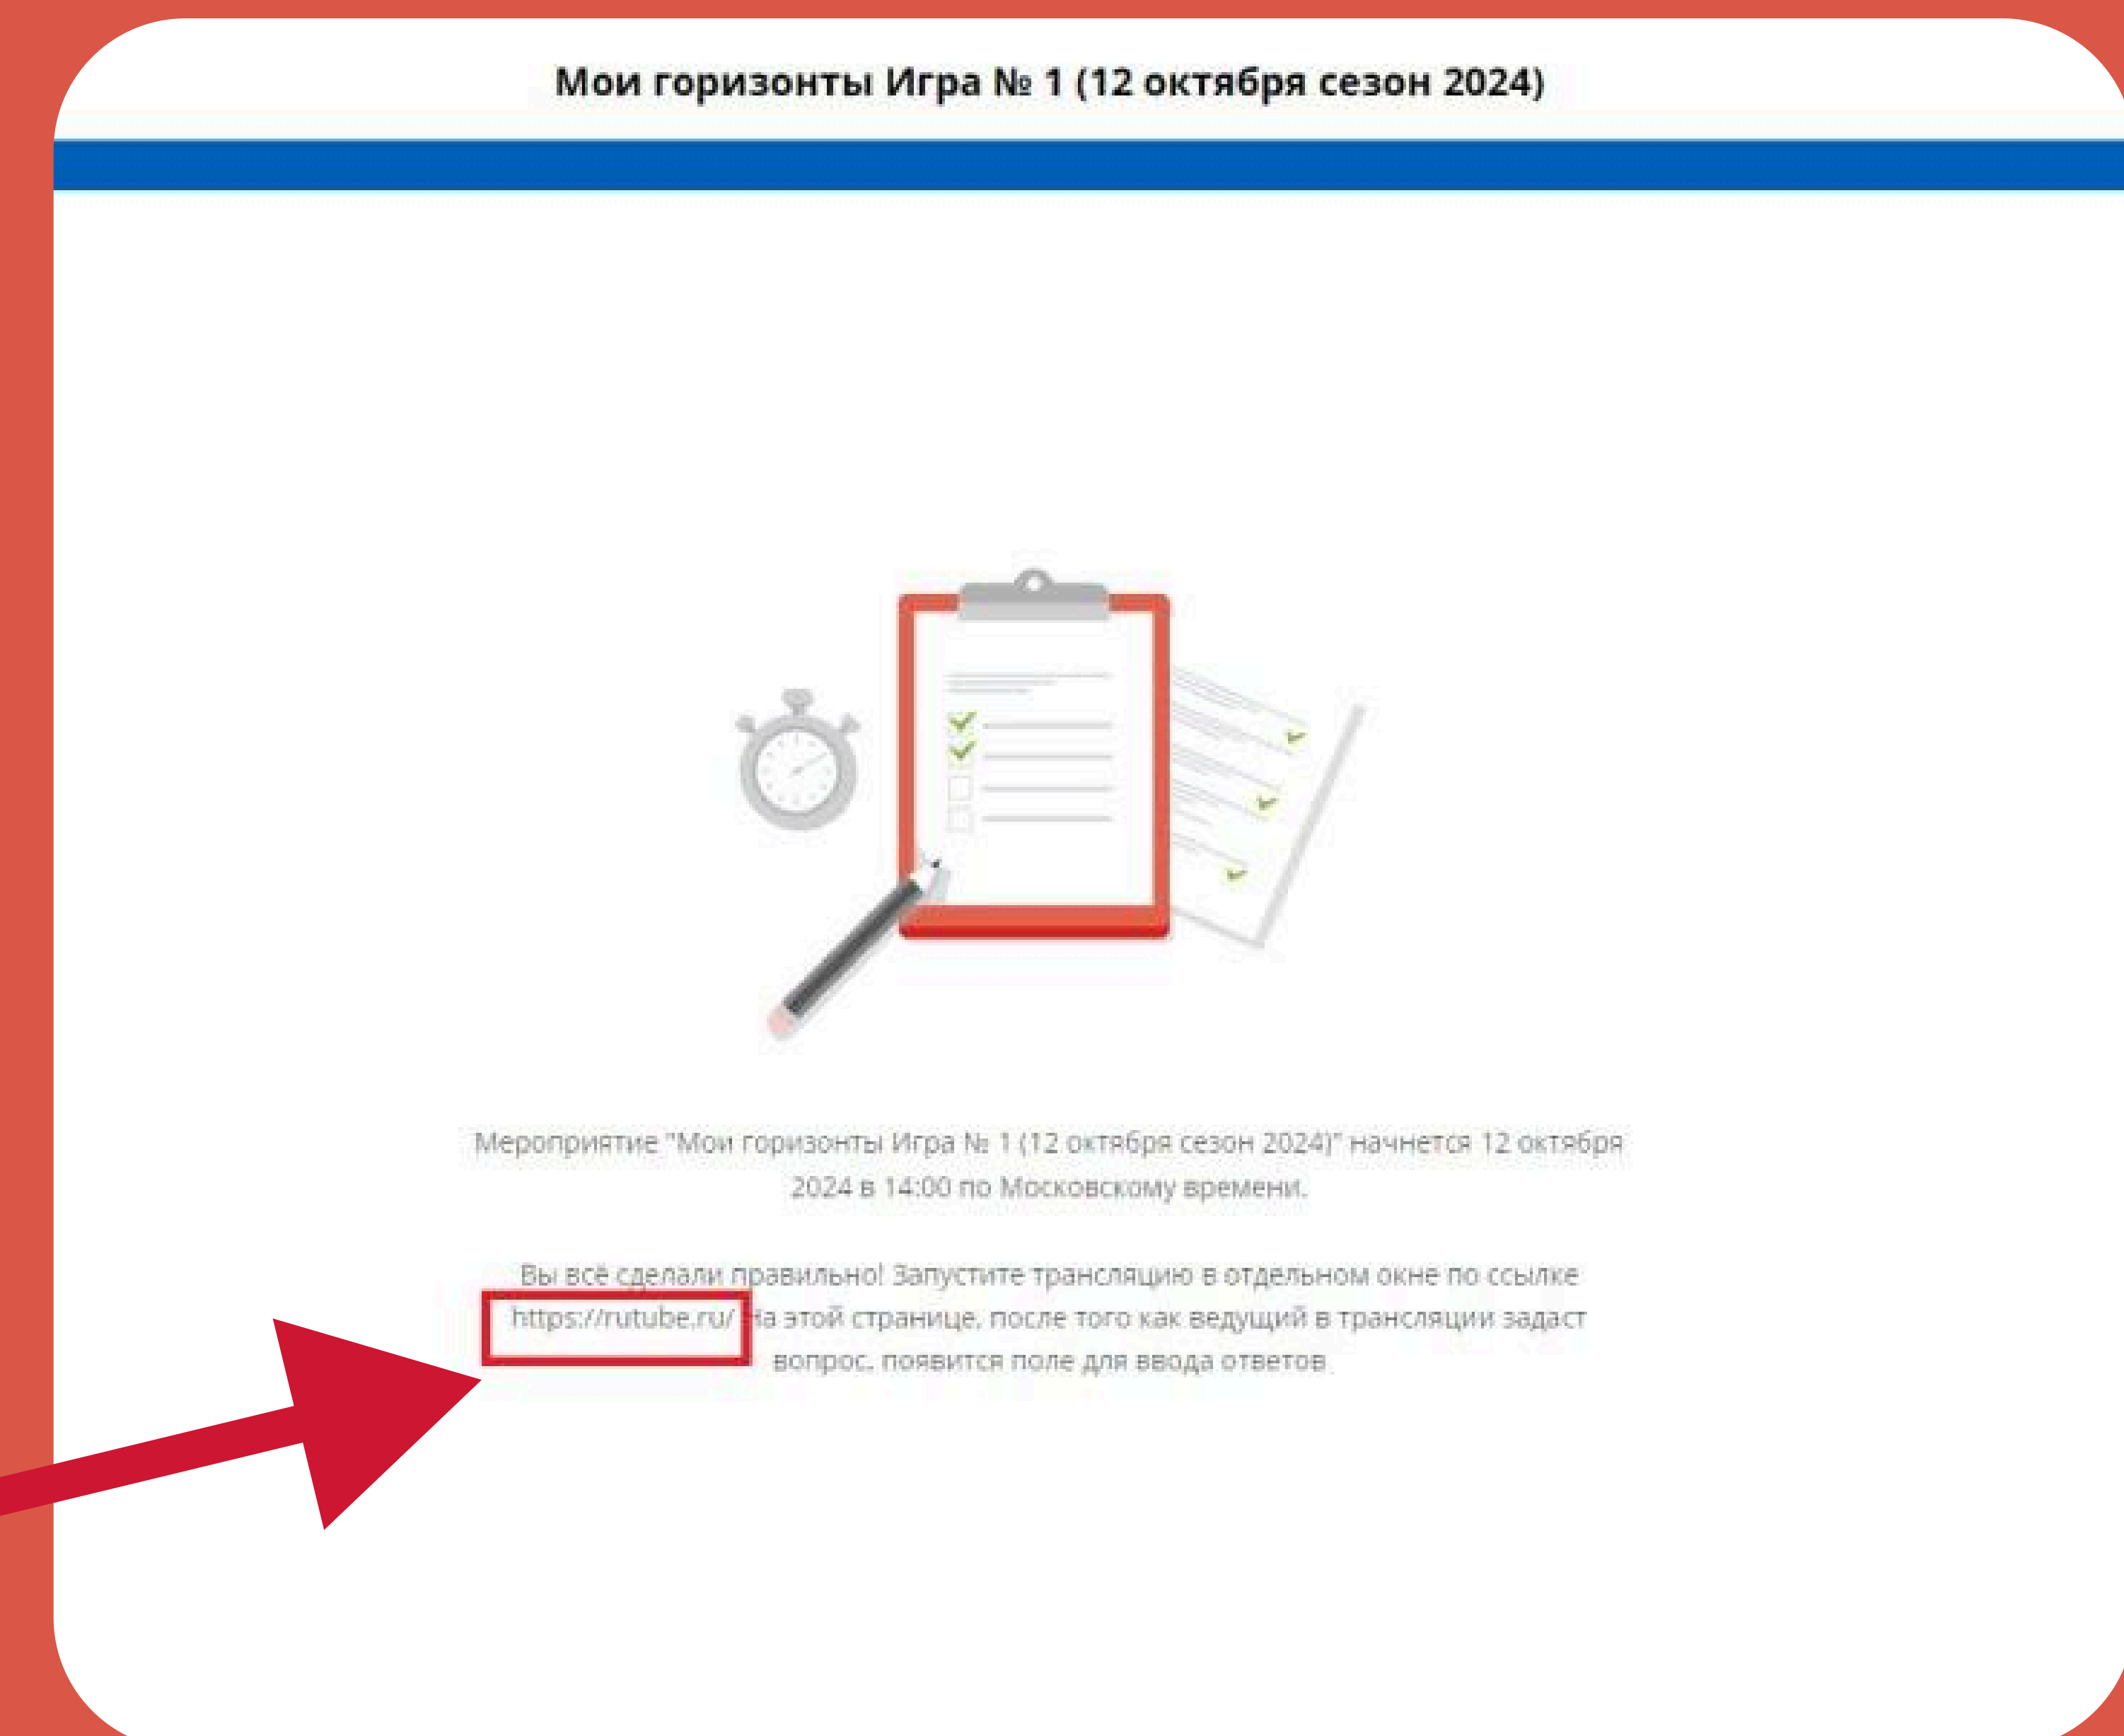 Мои горизонты Игра № 1 (12 октября сезон 2024)
Мероприятие "Мои горизонты Игра № 1 (12 октября сезон 2024)" начнется 12 октября
2024 в 14:00 по Московскому времени.
Вы всё сделали правильно! Запустите трансляцию в отдельном окне по ссылке
https://rutube.ru/ На этой странице, после того как ведущий в трансляции задаст
вопрос, появится поле для ввода ответов.